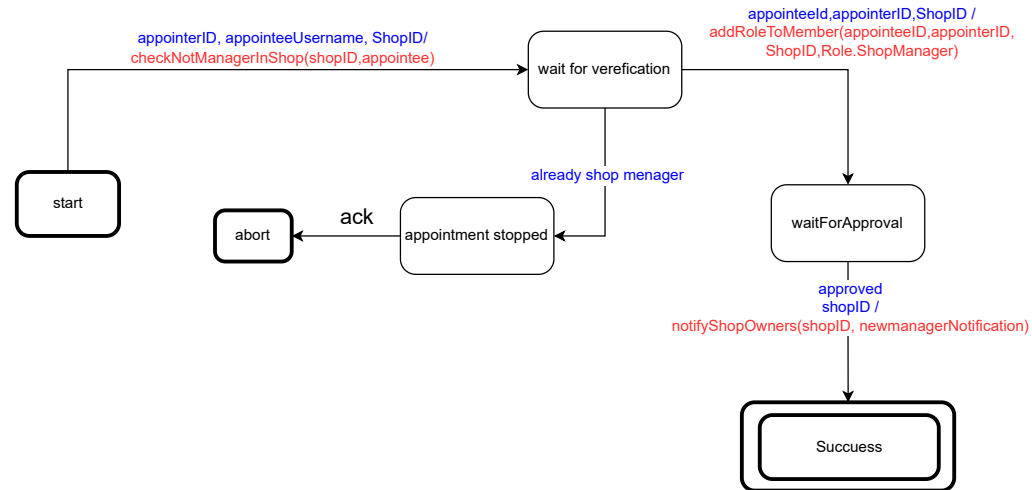 appointerID, appointeeUsername, ShopID/
checkNotManagerInShop(shopID,appointee)
appointeeId,appointerID,ShopID /
addRoleToMember(appointeeID,appointerID,
ShopID,Role.ShopManager)
wait for verefication
already shop menager
start
ack
abort
appointment stopped
waitForApproval
approved
shopID /
notifyShopOwners(shopID, newmanagerNotification)
Succuess